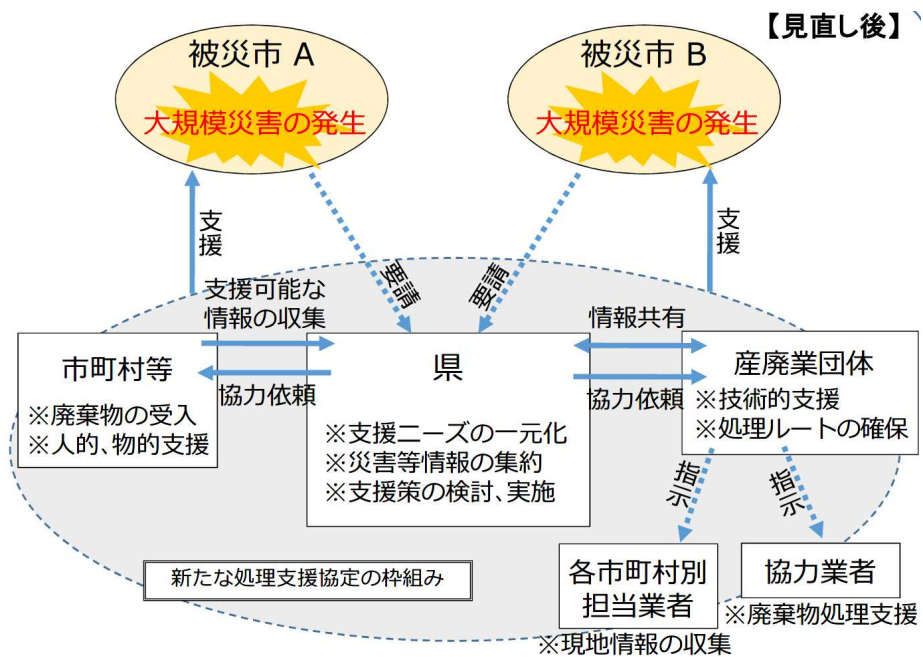 【見直し後】
被災市 A
大規模災害の発生
被災市 B
大規模災害の発生
支援
要請
要請
支援
支援可能な
情報の収集
協力依頼
情報共有
協力依頼
市町村等
※廃棄物の受入
※人的、物的支援
県
※支援ニーズの一元化
※災害等情報の集約
※支援策の検討、実施
産廃業団体
※技術的支援
※処理ルートの確保
指示
指示
新たな処理支援協定の枠組み
各市町村別
担当業者
※現地情報の収集
協力業者
※廃棄物処理支援